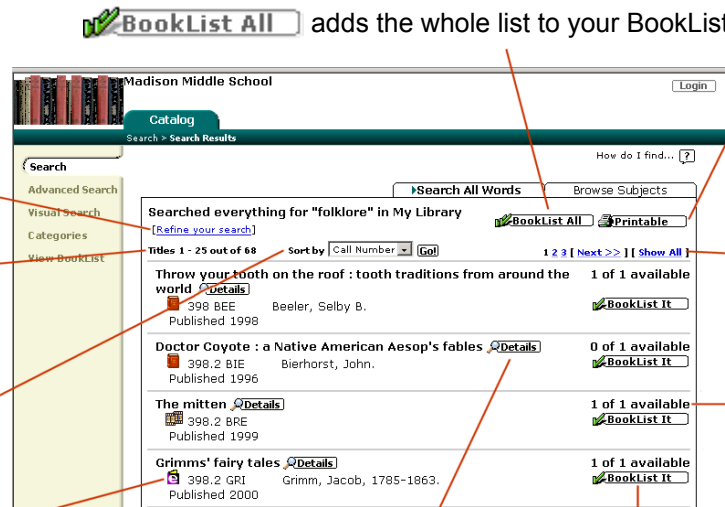 BookList All adds the whole list to your BookList
Madison Middle School
Login
Catalog
Search > Search Results
How do I find... ?
Search
Advanced Search
Visual Search
Categories
View BookList
Search All Words Browse Subjects
Searched everything for "folklore" in My Library
BookList All Printable
[Refine your search]
Titles 1 - 25 out of 68 Sort by Call Number Go! 1 2 3 [ Next >> ] [ Show All ]
Throw your tooth on the roof : tooth traditions from around the 1 of 1 available
world Details
398 BEE Beeler, Selby B. BookList It
Published 1998
Doctor Coyote : a Native American Aesop's fables Details 0 of 1 available
398.2 BIE Bierhorst, John. BookList It
Published 1996
The mitten Details 1 of 1 available
398.2 BRE BookList It
Published 1999
Grimms' fairy tales Details 1 of 1 available
398.2 GRI Grimm, Jacob, 1785-1863. BookList It
Published 2000